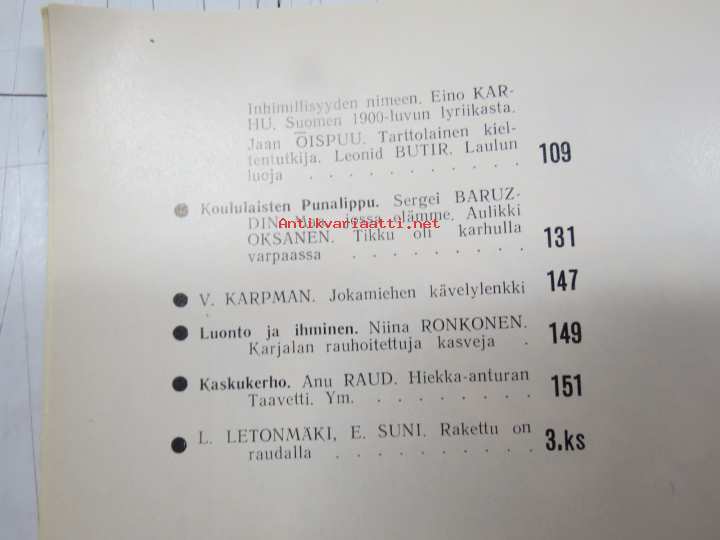 Inhimillisyyden nimeen. Eino KAR-
HU. Suomen 1900-luvun lyriikasta.
Jaan ÕISPUU. Tarttolainen kiel-
tentutkija. Leonid BUTIR. Laulun
luoja . . . . . . . . . . 109
Koululaisten Punalippu. Sergei BARUZ-
DIN. jossa elämme. Aulikki
Antikvariaatti.net
OKSANEN. Tikku oli karhulla
varpaassa . . . . . . . . . 131
V. KARPMAN. Jokamiehen kävelylenkki 147
Luonto ja ihminen. Niina RONKONEN.
Karjalan rauhoitettuja kasveja . 149
Kaskukerho. Anu RAUD. Hiekka-anturan
Taavetti. Ym. . . . . . . . 151
L. LETONMÄKI, E. SUNI. Rakettu on
raudalla . . . . . . . . . . 3.ks